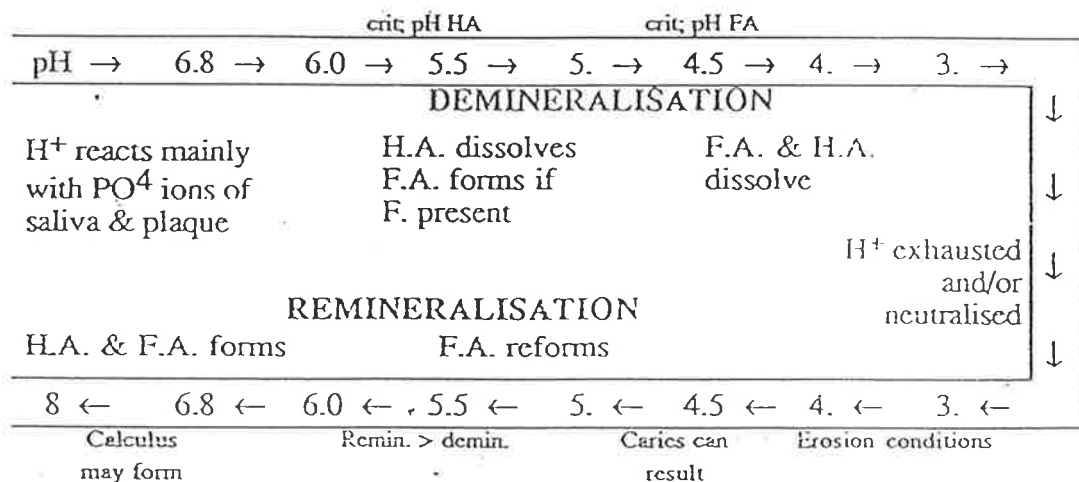 crit; pH HA crit; pH FA
pH → 6.8 → 6.0 → 5.5 → 5. → 4.5 → 4. → 3. →
DEMINERALISATION ↓
H+ reacts mainly H.A. dissolves F.A. & H.A.
with PO4 ions of F.A. forms if dissolve ↓
saliva & plaque F. present
H+ exhausted ↓
and/or
REMINERALISATION neutralised
H.A. & F.A. forms F.A. reforms ↓
8 ← 6.8 ← 6.0 ← 5.5 ← 5. ← 4.5 ← 4. ← 3. ←
Calculus Remin. > demin. Caries can Erosion conditions
may form result